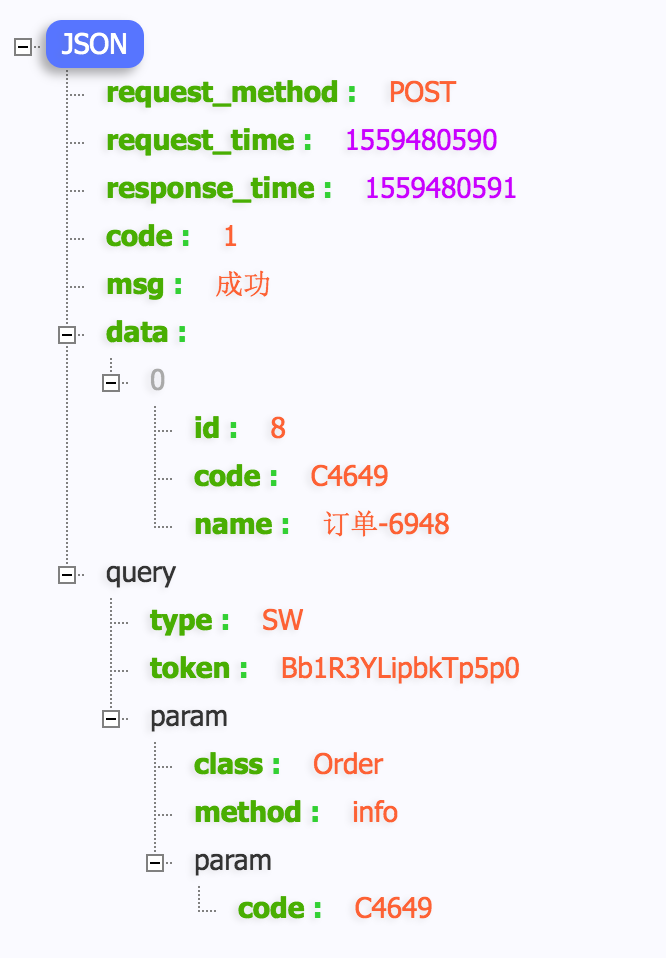 JSON
request_method : POST
request_time : 1559480590
response_time : 1559480591
code : 1
msg : 成功
data :
0
id : 8
code : C4649
name : 订单-6948
query
type : SW
token : Bb1R3YLipbkTp5p0
param
class : Order
method : info
param
code : C4649